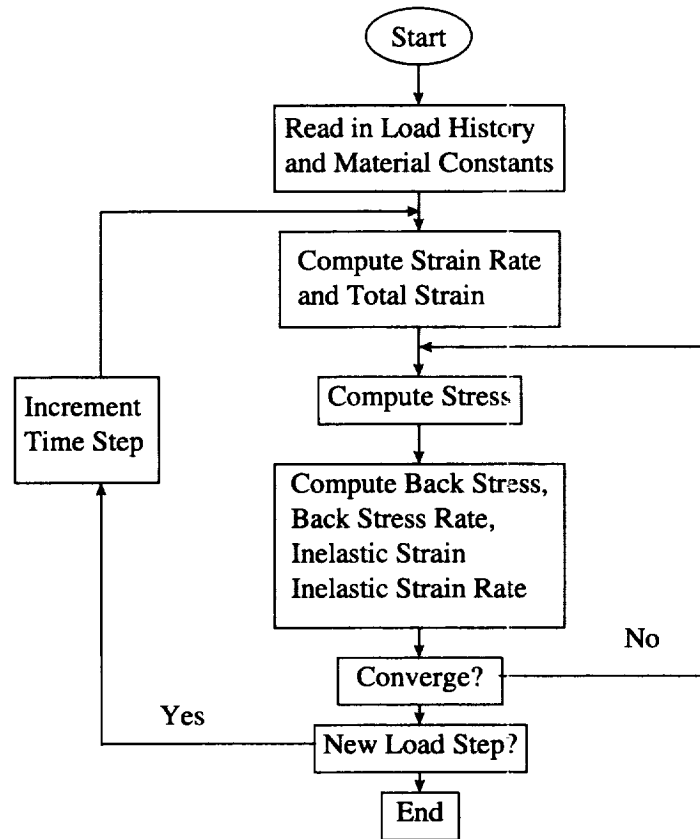 Start
Read in Load History
and Material Constants
Compute Strain Rate
and Total Strain
Compute Stress
Increment
Time Step
Compute Back Stress,
Back Stress Rate,
Inelastic Strain
Inelastic Strain Rate
No
Converge?
Yes
New Load Step?
End